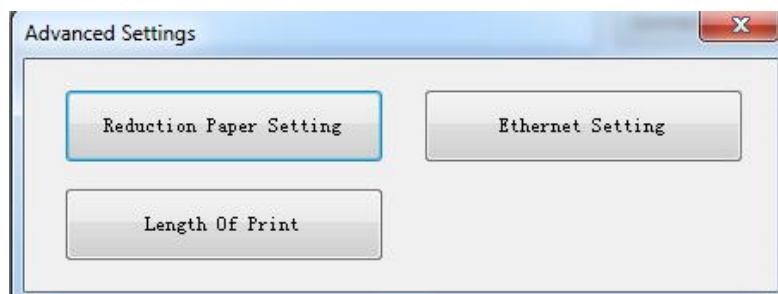 Advanced Settings
Reduction Paper Setting
Ethernet Setting
Length Of Print